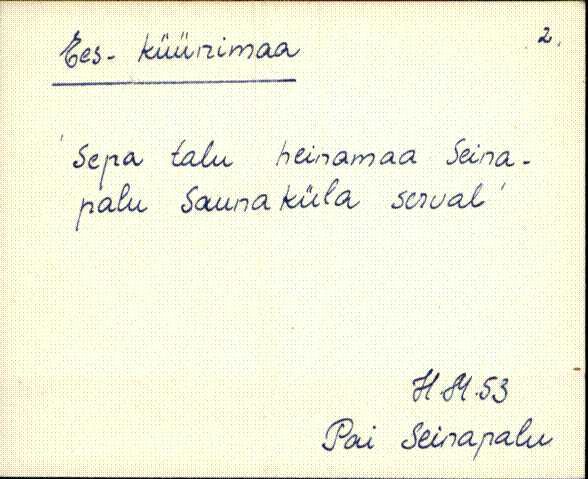 2.
Ees- küünimaa
'Sepa talu heinamaa Seina-
palu Saunaküla serval'
H.M.53
Pai Seinapalu